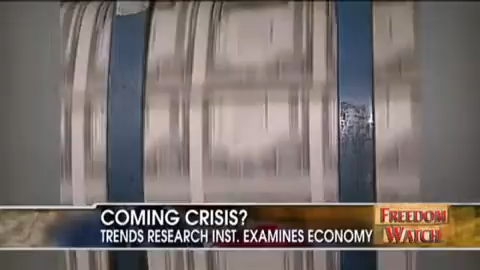 COMING CRISIS?
TRENDS RESEARCH INST. EXAMINES ECONOMY
FREEDOM
WATCH